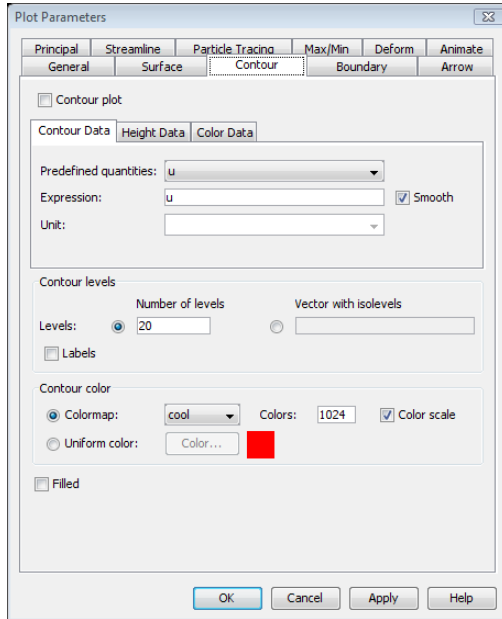 Plot Parameters
Principal Streamline Particle Tracing Max/Min Deform Animate
General Surface Contour Boundary Arrow
Contour plot
Contour Data Height Data Color Data
Predefined quantities: u
Expression: u Smooth
Unit:
Contour levels
Number of levels Vector with isolevels
Levels: 20
Labels
Contour color
Colormap: cool Colors: 1024 Color scale
Uniform color: Color...
Filled
OK Cancel Apply Help